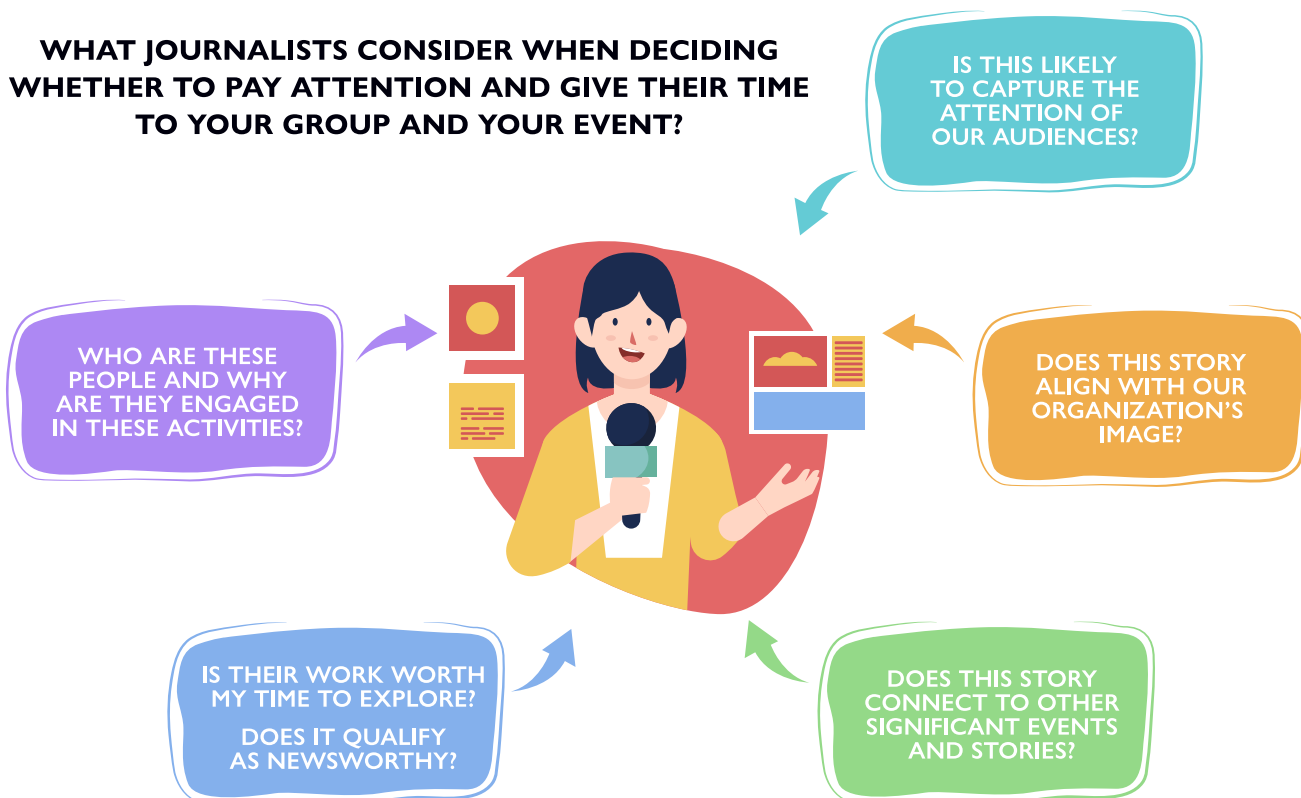 WHAT JOURNALISTS CONSIDER WHEN DECIDING
WHETHER TO PAY ATTENTION AND GIVE THEIR TIME
TO YOUR GROUP AND YOUR EVENT?
IS THIS LIKELY
TO CAPTURE THE
ATTENTION OF
OUR AUDIENCES?
WHO ARE THESE
PEOPLE AND WHY
ARE THEY ENGAGED
IN THESE ACTIVITIES?
DOES THIS STORY
ALIGN WITH OUR
ORGANIZATION'S
IMAGE?
IS THEIR WORK WORTH
MY TIME TO EXPLORE?
DOES IT QUALIFY
AS NEWSWORTHY?
DOES THIS STORY
CONNECT TO OTHER
SIGNIFICANT EVENTS
AND STORIES?